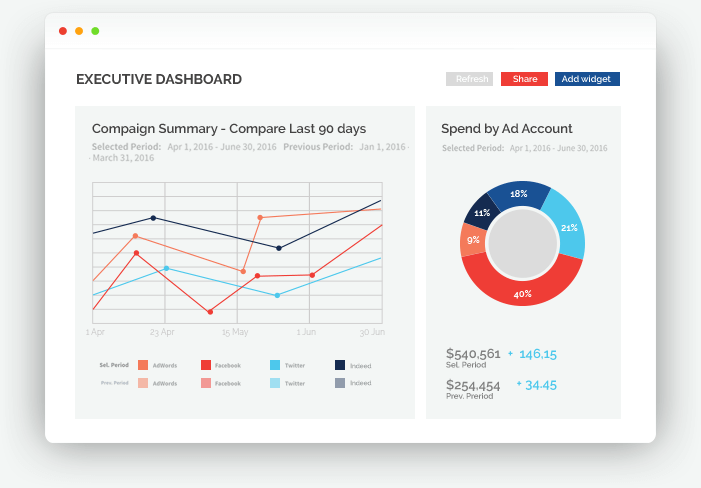 EXECUTIVE DASHBOARD
Refresh
Share
Add widget
Compaign Summary - Compare Last 90 days
Selected Period: Apr 1, 2016 - June 30, 2016 Previous Period: Jan 1, 2016 -
- March 31, 2016
1 Apr 23 Apr 15 May 1 Jun 30 Jun
Sel. Period AdWords Facebook Twitter Indeed
Prev. Period AdWords Facebook Twitter Indeed
Spend by Ad Account
Selected Period: Apr 1, 2016 - June 30, 2016
18%
11%
21%
9%
40%
$540,561 + 146,15
Sel. Period
$254,454 + 34.45
Prev. Preriod